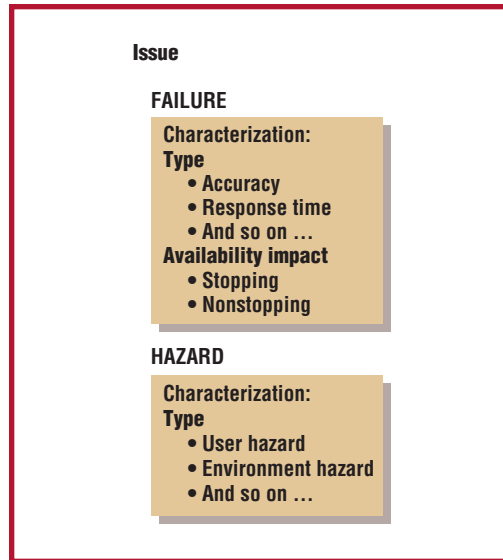 Issue
FAILURE
Characterization:
Type
• Accuracy
• Response time
• And so on …
Availability impact
• Stopping
• Nonstopping
HAZARD
Characterization:
Type
• User hazard
• Environment hazard
• And so on …